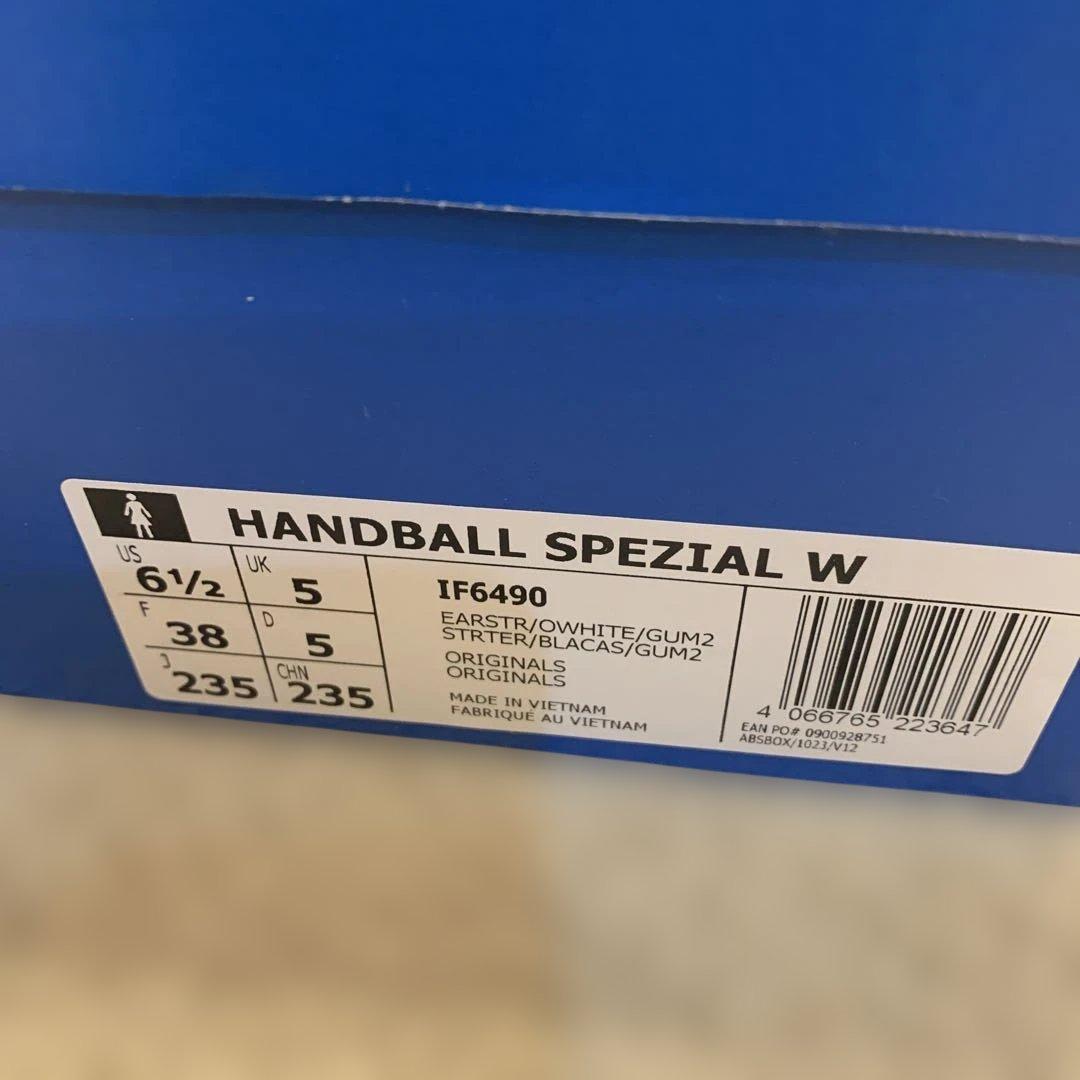 HANDBALL SPEZIAL W
US 6½ UK 5
F 38 D 5
J 235 CHN 235
IF6490
EARSTR/OWHITE/GUM2
STRTER/BLACAS/GUM2
ORIGINALS
ORIGINALS
MADE IN VIETNAM
FABRIQUÉ AU VIETNAM
4 066765 223647
EAN PO# 0900928751
ABSBOX/1023/V12